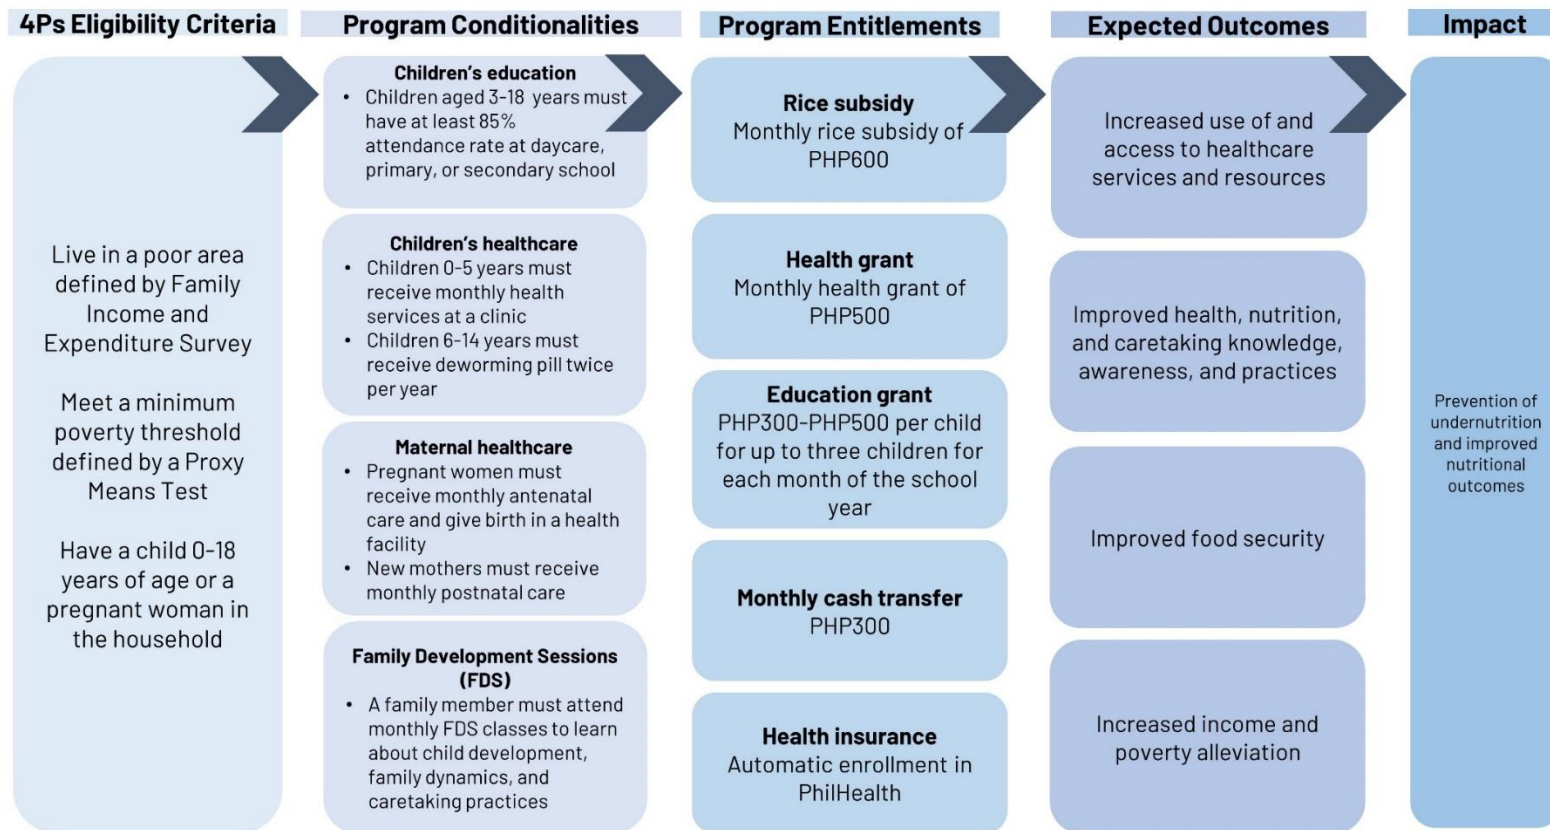 4Ps Eligibility Criteria
Live in a poor area
defined by Family
Income and
Expenditure Survey
Meet a minimum
poverty threshold
defined by a Proxy
Means Test
Have a child 0-18
years of age or a
pregnant woman in
the household
Program Conditionalities
Children's education
• Children aged 3-18 years must
have at least 85%
attendance rate at daycare,
primary, or secondary school
Children's healthcare
• Children 0-5 years must
receive monthly health
services at a clinic
• Children 6-14 years must
receive deworming pill twice
per year
Maternal healthcare
• Pregnant women must
receive monthly antenatal
care and give birth in a health
facility
• New mothers must receive
monthly postnatal care
Family Development Sessions
(FDS)
• A family member must attend
monthly FDS classes to learn
about child development,
family dynamics, and
caretaking practices
Program Entitlements
Rice subsidy
Monthly rice subsidy of
PHP600
Health grant
Monthly health grant of
PHP500
Education grant
PHP300-PHP500 per child
for up to three children for
each month of the school
year
Monthly cash transfer
PHP300
Health insurance
Automatic enrollment in
PhilHealth
Expected Outcomes
Increased use of and
access to healthcare
services and resources
Improved health, nutrition,
and caretaking knowledge,
awareness, and practices
Improved food security
Increased income and
poverty alleviation
Impact
Prevention of
undernutrition
and improved
nutritional
outcomes